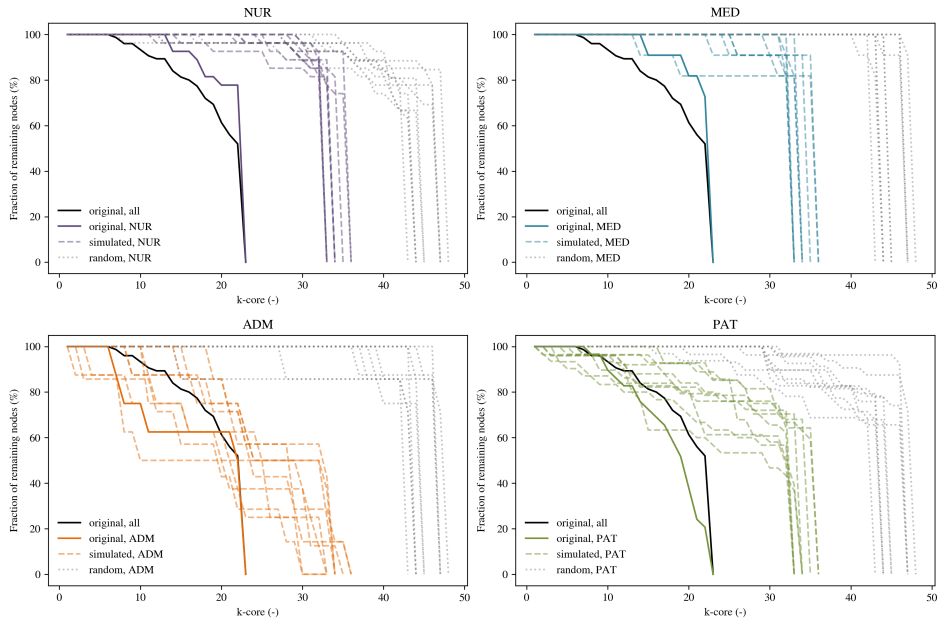 NUR
Fraction of remaining nodes (%)
100
80
60
40
20
0
original, all
original, NUR
simulated, NUR
random, NUR
0 10 20 30 40 50
k-core (-)
MED
Fraction of remaining nodes (%)
100
80
60
40
20
0
original, all
original, MED
simulated, MED
random, MED
0 10 20 30 40 50
k-core (-)
ADM
Fraction of remaining nodes (%)
100
80
60
40
20
0
original, all
original, ADM
simulated, ADM
random, ADM
0 10 20 30 40 50
k-core (-)
PAT
Fraction of remaining nodes (%)
100
80
60
40
20
0
original, all
original, PAT
simulated, PAT
random, PAT
0 10 20 30 40 50
k-core (-)